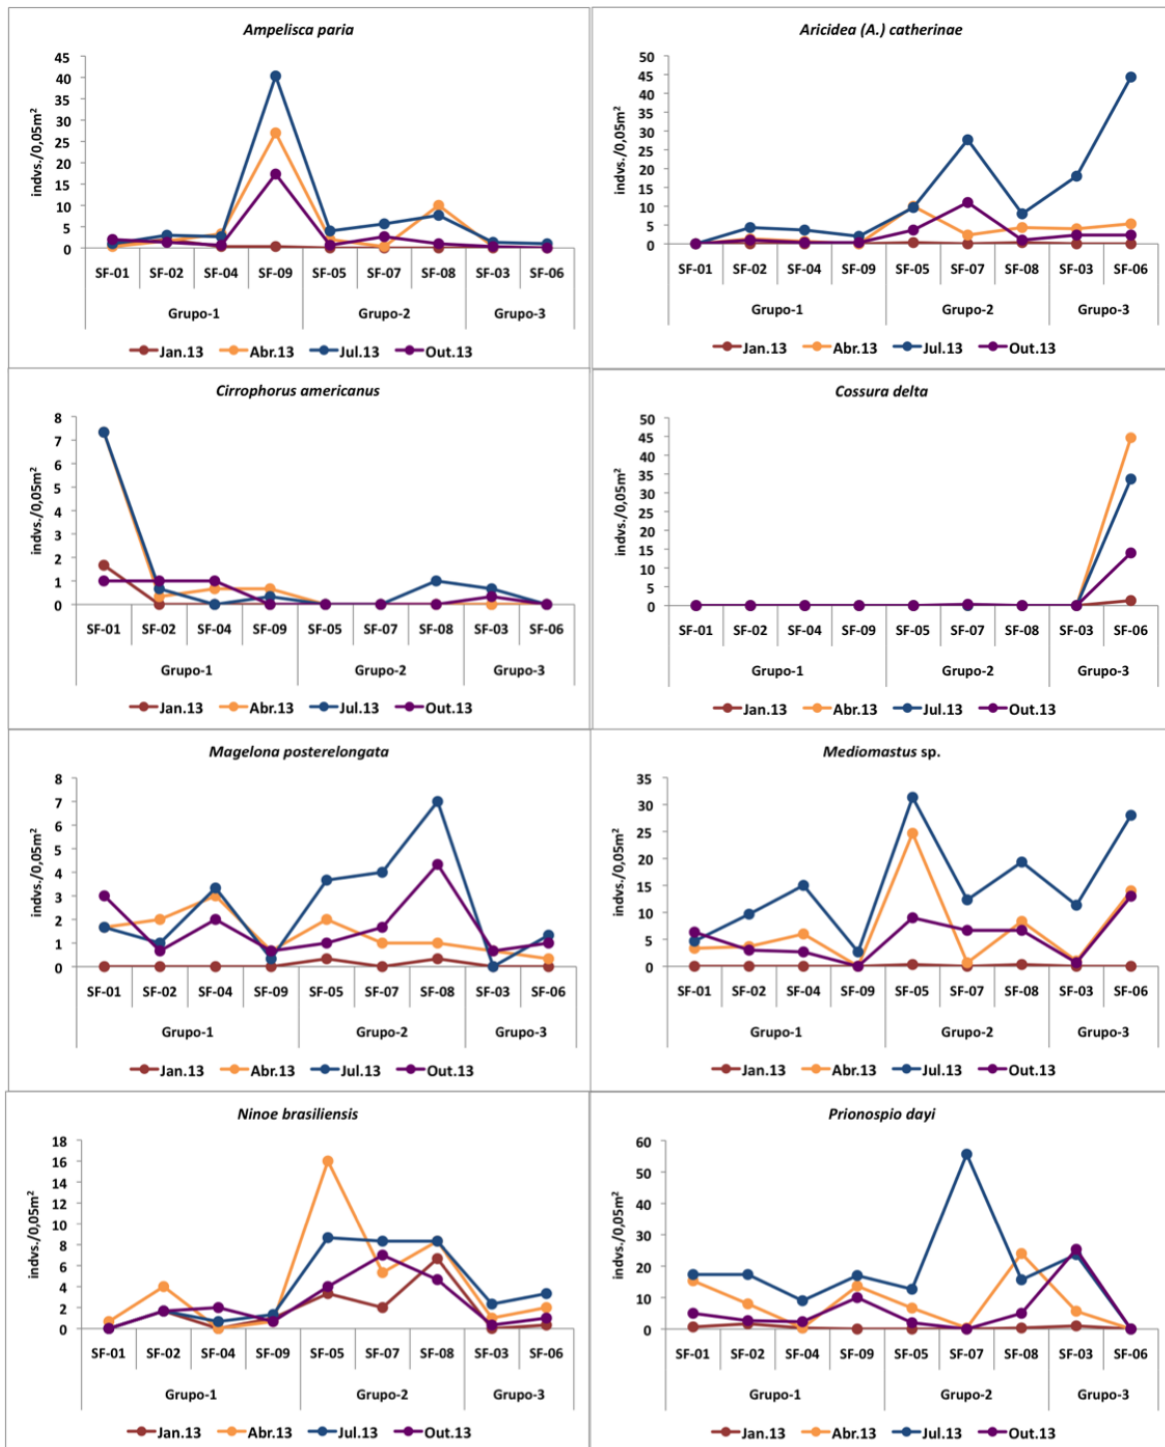 Ampelisca paria
indvs./0,05m²
45
40
35
30
25
20
15
10
5
0
SF-01 SF-02 SF-04 SF-09 SF-05 SF-07 SF-08 SF-03 SF-06
Grupo-1 Grupo-2 Grupo-3
Jan.13 Abr.13 Jul.13 Out.13
Aricidea (A.) catherinae
indvs./0,05m²
50
45
40
35
30
25
20
15
10
5
0
SF-01 SF-02 SF-04 SF-09 SF-05 SF-07 SF-08 SF-03 SF-06
Grupo-1 Grupo-2 Grupo-3
Jan.13 Abr.13 Jul.13 Out.13
Cirrophorus americanus
indvs./0,05m²
8
7
6
5
4
3
2
1
0
SF-01 SF-02 SF-04 SF-09 SF-05 SF-07 SF-08 SF-03 SF-06
Grupo-1 Grupo-2 Grupo-3
Jan.13 Abr.13 Jul.13 Out.13
Cossura delta
indvs./0,05m²
50
45
40
35
30
25
20
15
10
5
0
SF-01 SF-02 SF-04 SF-09 SF-05 SF-07 SF-08 SF-03 SF-06
Grupo-1 Grupo-2 Grupo-3
Jan.13 Abr.13 Jul.13 Out.13
Magelona posterelongata
indvs./0,05m²
8
7
6
5
4
3
2
1
0
SF-01 SF-02 SF-04 SF-09 SF-05 SF-07 SF-08 SF-03 SF-06
Grupo-1 Grupo-2 Grupo-3
Jan.13 Abr.13 Jul.13 Out.13
Mediomastus sp.
indvs./0,05m²
35
30
25
20
15
10
5
0
SF-01 SF-02 SF-04 SF-09 SF-05 SF-07 SF-08 SF-03 SF-06
Grupo-1 Grupo-2 Grupo-3
Jan.13 Abr.13 Jul.13 Out.13
Ninoe brasiliensis
indvs./0,05m²
18
16
14
12
10
8
6
4
2
0
SF-01 SF-02 SF-04 SF-09 SF-05 SF-07 SF-08 SF-03 SF-06
Grupo-1 Grupo-2 Grupo-3
Jan.13 Abr.13 Jul.13 Out.13
Prionospio dayi
indvs./0,05m²
60
50
40
30
20
10
0
SF-01 SF-02 SF-04 SF-09 SF-05 SF-07 SF-08 SF-03 SF-06
Grupo-1 Grupo-2 Grupo-3
Jan.13 Abr.13 Jul.13 Out.13